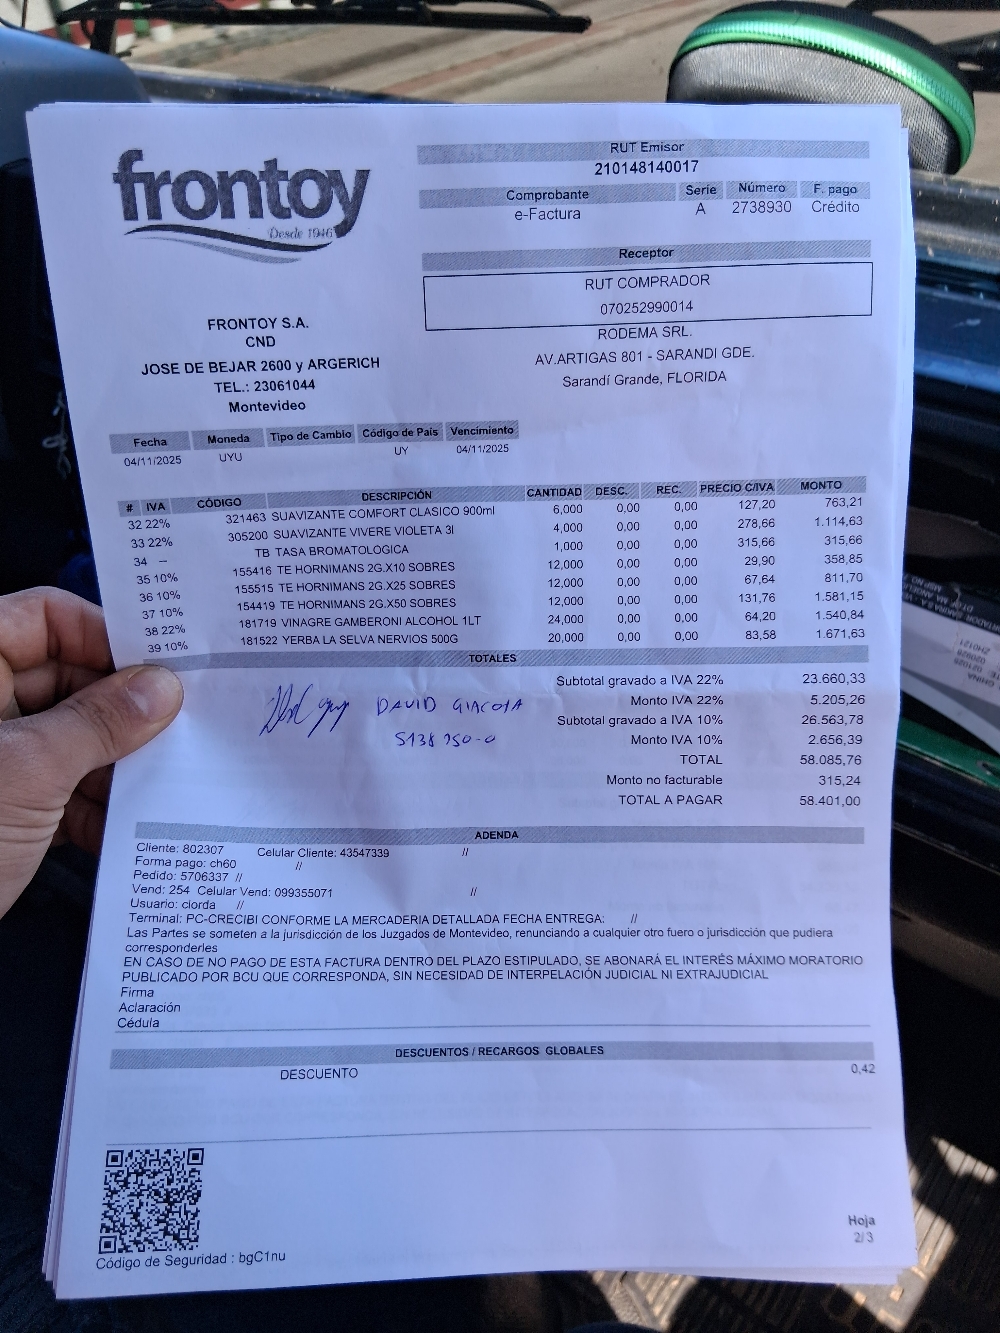 frontoy
Desde 1946
RUT Emisor
210148140017
Comprobante Serie Número F. pago
e-Factura A 2738930 Crédito
Receptor
RUT COMPRADOR
070252990014
RODEMA SRL.
AV.ARTIGAS 801 - SARANDI GDE.
Sarandí Grande, FLORIDA
FRONTOY S.A.
CND
JOSE DE BEJAR 2600 y ARGERICH
TEL.: 23061044
Montevideo
Fecha Moneda Tipo de Cambio Código de País Vencimiento
04/11/2025 UYU UY 04/11/2025
# IVA CÓDIGO DESCRIPCIÓN CANTIDAD DESC. REC. PRECIO C/IVA MONTO
32 22% 321463 SUAVIZANTE COMFORT CLASICO 900ml 6,000 0,00 0,00 127,20 763,21
33 22% 305200 SUAVIZANTE VIVERE VIOLETA 3l 4,000 0,00 0,00 278,66 1.114,63
34 -- TB TASA BROMATOLOGICA 1,000 0,00 0,00 315,66 315,66
35 10% 155416 TE HORNIMANS 2G.X10 SOBRES 12,000 0,00 0,00 29,90 358,85
36 10% 155515 TE HORNIMANS 2G.X25 SOBRES 12,000 0,00 0,00 67,64 811,70
37 10% 154419 TE HORNIMANS 2G.X50 SOBRES 12,000 0,00 0,00 131,76 1.581,15
38 22% 181719 VINAGRE GAMBERONI ALCOHOL 1LT 24,000 0,00 0,00 64,20 1.540,84
39 10% 181522 YERBA LA SELVA NERVIOS 500G 20,000 0,00 0,00 83,58 1.671,63
TOTALES
Subtotal gravado a IVA 22% 23.660,33
Monto IVA 22% 5.205,26
Subtotal gravado a IVA 10% 26.563,78
Monto IVA 10% 2.656,39
TOTAL 58.085,76
Monto no facturable 315,24
TOTAL A PAGAR 58.401,00
DAVID
ADENDA
Cliente: 802307 Celular Cliente: 43547339 //
Forma pago: ch60 //
Pedido: 5706337 //
Vend: 254 Celular Vend: 099355071 //
Usuario: clorda //
Terminal: PC-CRECIBI CONFORME LA MERCADERIA DETALLADA FECHA ENTREGA: //
Las Partes se someten a la jurisdicción de los Juzgados de Montevideo, renunciando a cualquier otro fuero o jurisdicción que pudiera
corresponderles
EN CASO DE NO PAGO DE ESTA FACTURA DENTRO DEL PLAZO ESTIPULADO, SE ABONARÁ EL INTERÉS MÁXIMO MORATORIO
PUBLICADO POR BCU QUE CORRESPONDA, SIN NECESIDAD DE INTERPELACIÓN JUDICIAL NI EXTRAJUDICIAL
Firma
Aclaración
Cédula
DESCUENTOS / RECARGOS GLOBALES
DESCUENTO 0,42
Código de Seguridad : bgC1nu
Hoja
2/3